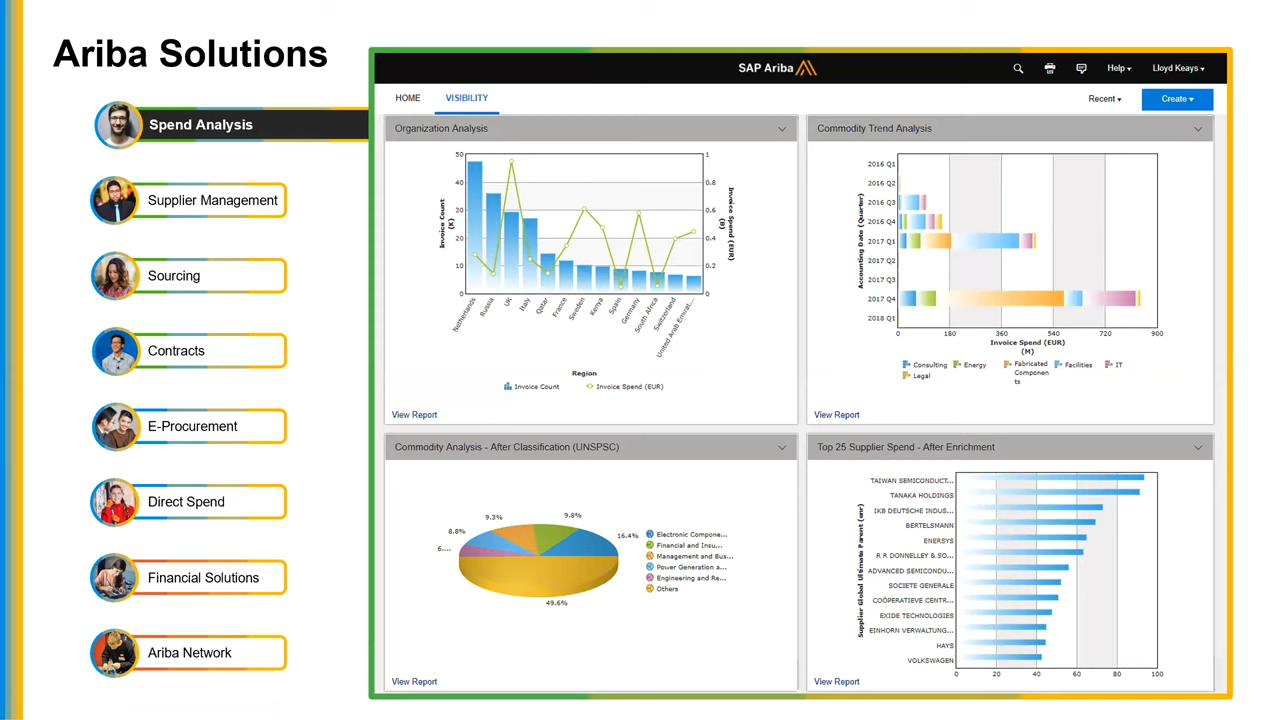 Ariba Solutions
Spend Analysis
Supplier Management
Sourcing
Contracts
E-Procurement
Direct Spend
Financial Solutions
Ariba Network
SAP Ariba
Help
Lloyd Keays
HOME
VISIBILITY
Recent
Create
Organization Analysis
50
40
30
20
10
0
Invoice Count
(K)
1
0.8
0.6
0.4
0.2
0
Invoice Spend (EUR)
(B)
Netherlands
Russia
UK
Italy
Qatar
France
Sweden
Kenya
Spain
Germany
South Africa
Switzerland
United Arab Emirat...
Region
Invoice Count
Invoice Spend (EUR)
View Report
Commodity Trend Analysis
Accounting Date (Quarter)
2016 Q1
2016 Q2
2016 Q3
2016 Q4
2017 Q1
2017 Q2
2017 Q3
2017 Q4
2018 Q1
0 180 360 540 720 900
Invoice Spend (EUR)
(M)
Consulting
Energy
Fabricated
Componen
ts
Facilities
IT
Legal
View Report
Commodity Analysis - After Classification (UNSPSC)
9.8%
9.3%
8.8%
6....
16.4%
49.6%
Electronic Compone...
Financial and Insu...
Management and Bus...
Power Generation a...
Engineering and Re...
Others
View Report
Top 25 Supplier Spend - After Enrichment
Supplier Global Ultimate Parent (enr)
TAIWAN SEMICONDUCT...
TANAKA HOLDINGS
IKB DEUTSCHE INDUS...
BERTELSMANN
ENERSYS
R R DONNELLEY & SO...
ADVANCED SEMICONDU...
SOCIETE GENERALE
COÖPERATIEVE CENTR...
EXIDE TECHNOLOGIES
EINHORN VERWALTUNG...
HAYS
VOLKSWAGEN
0 20 40 60 80 100
View Report